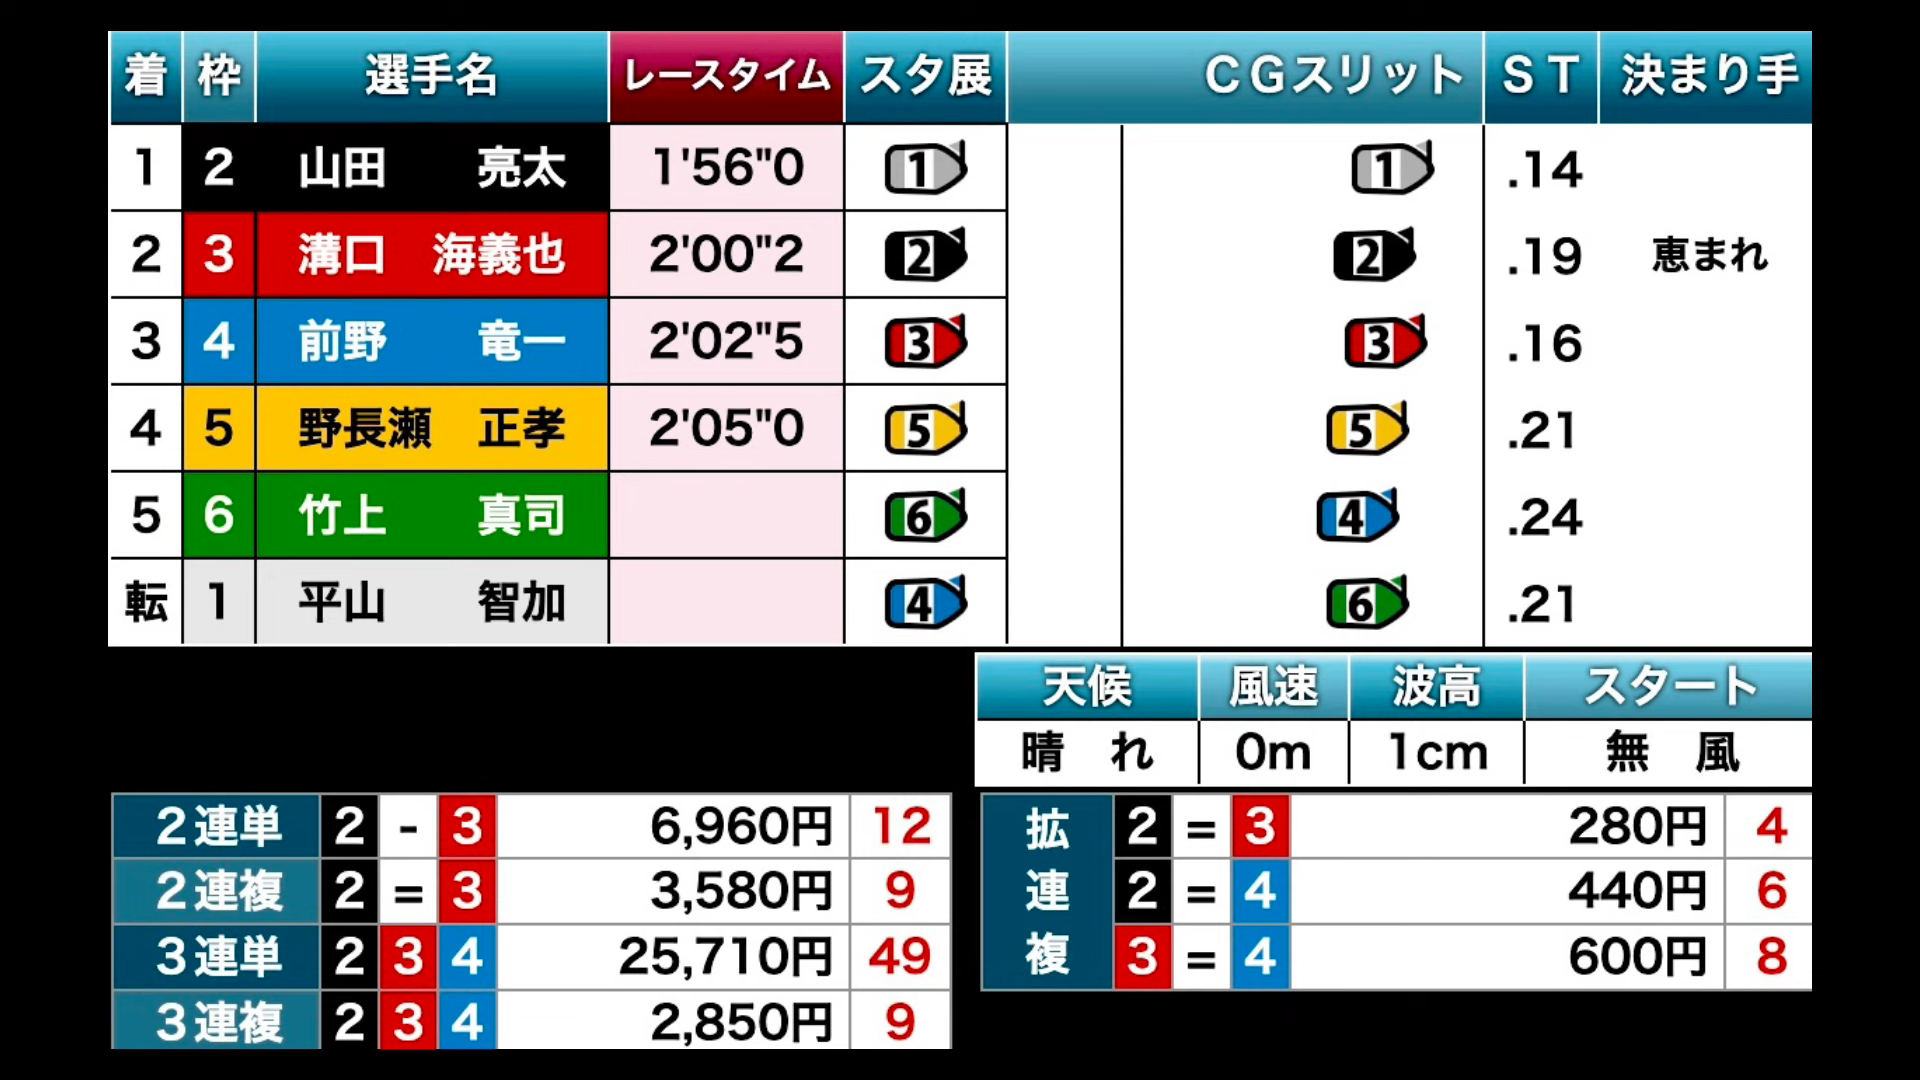 着 枠 選手名 レースタイム スタ展 CGスリット ST 決まり手
1 2 山田 亮太 1'56"0 1 1 .14
2 3 溝口 海義也 2'00"2 2 2 .19 恵まれ
3 4 前野 竜一 2'02"5 3 3 .16
4 5 野長瀬 正孝 2'05"0 5 5 .21
5 6 竹上 真司 6 4 .24
転 1 平山 智加 4 6 .21
天候 風速 波高 スタート
晴れ 0m 1cm 無風
2連単 2 - 3 6,960円 12
2連複 2 = 3 3,580円 9
3連単 2 3 4 25,710円 49
3連複 2 3 4 2,850円 9
拡連複 2 = 3 280円 4
2 = 4 440円 6
3 = 4 600円 8